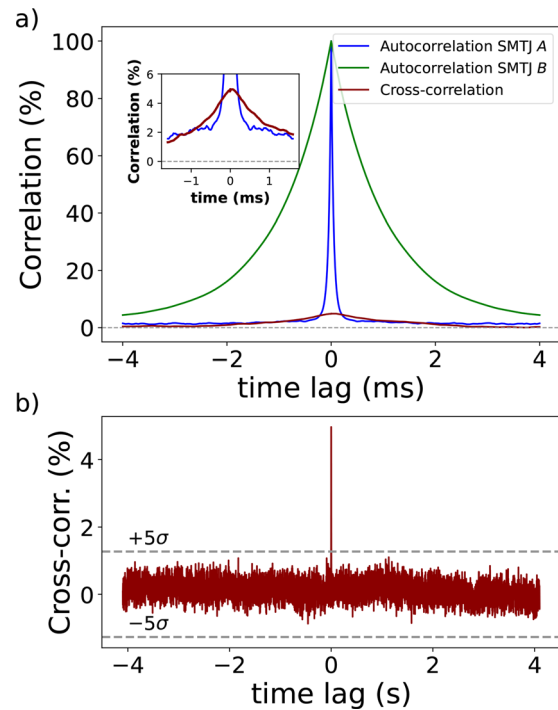 a)
Correlation (%)
100
80
60
40
20
0
−4
−2
0
2
4
time lag (ms)
Autocorrelation SMTJ A
Autocorrelation SMTJ B
Cross-correlation
Correlation (%)
6
4
2
0
−1
0
1
time (ms)
b)
Cross-corr. (%)
4
2
0
+5σ
−5σ
−4
−2
0
2
4
time lag (s)